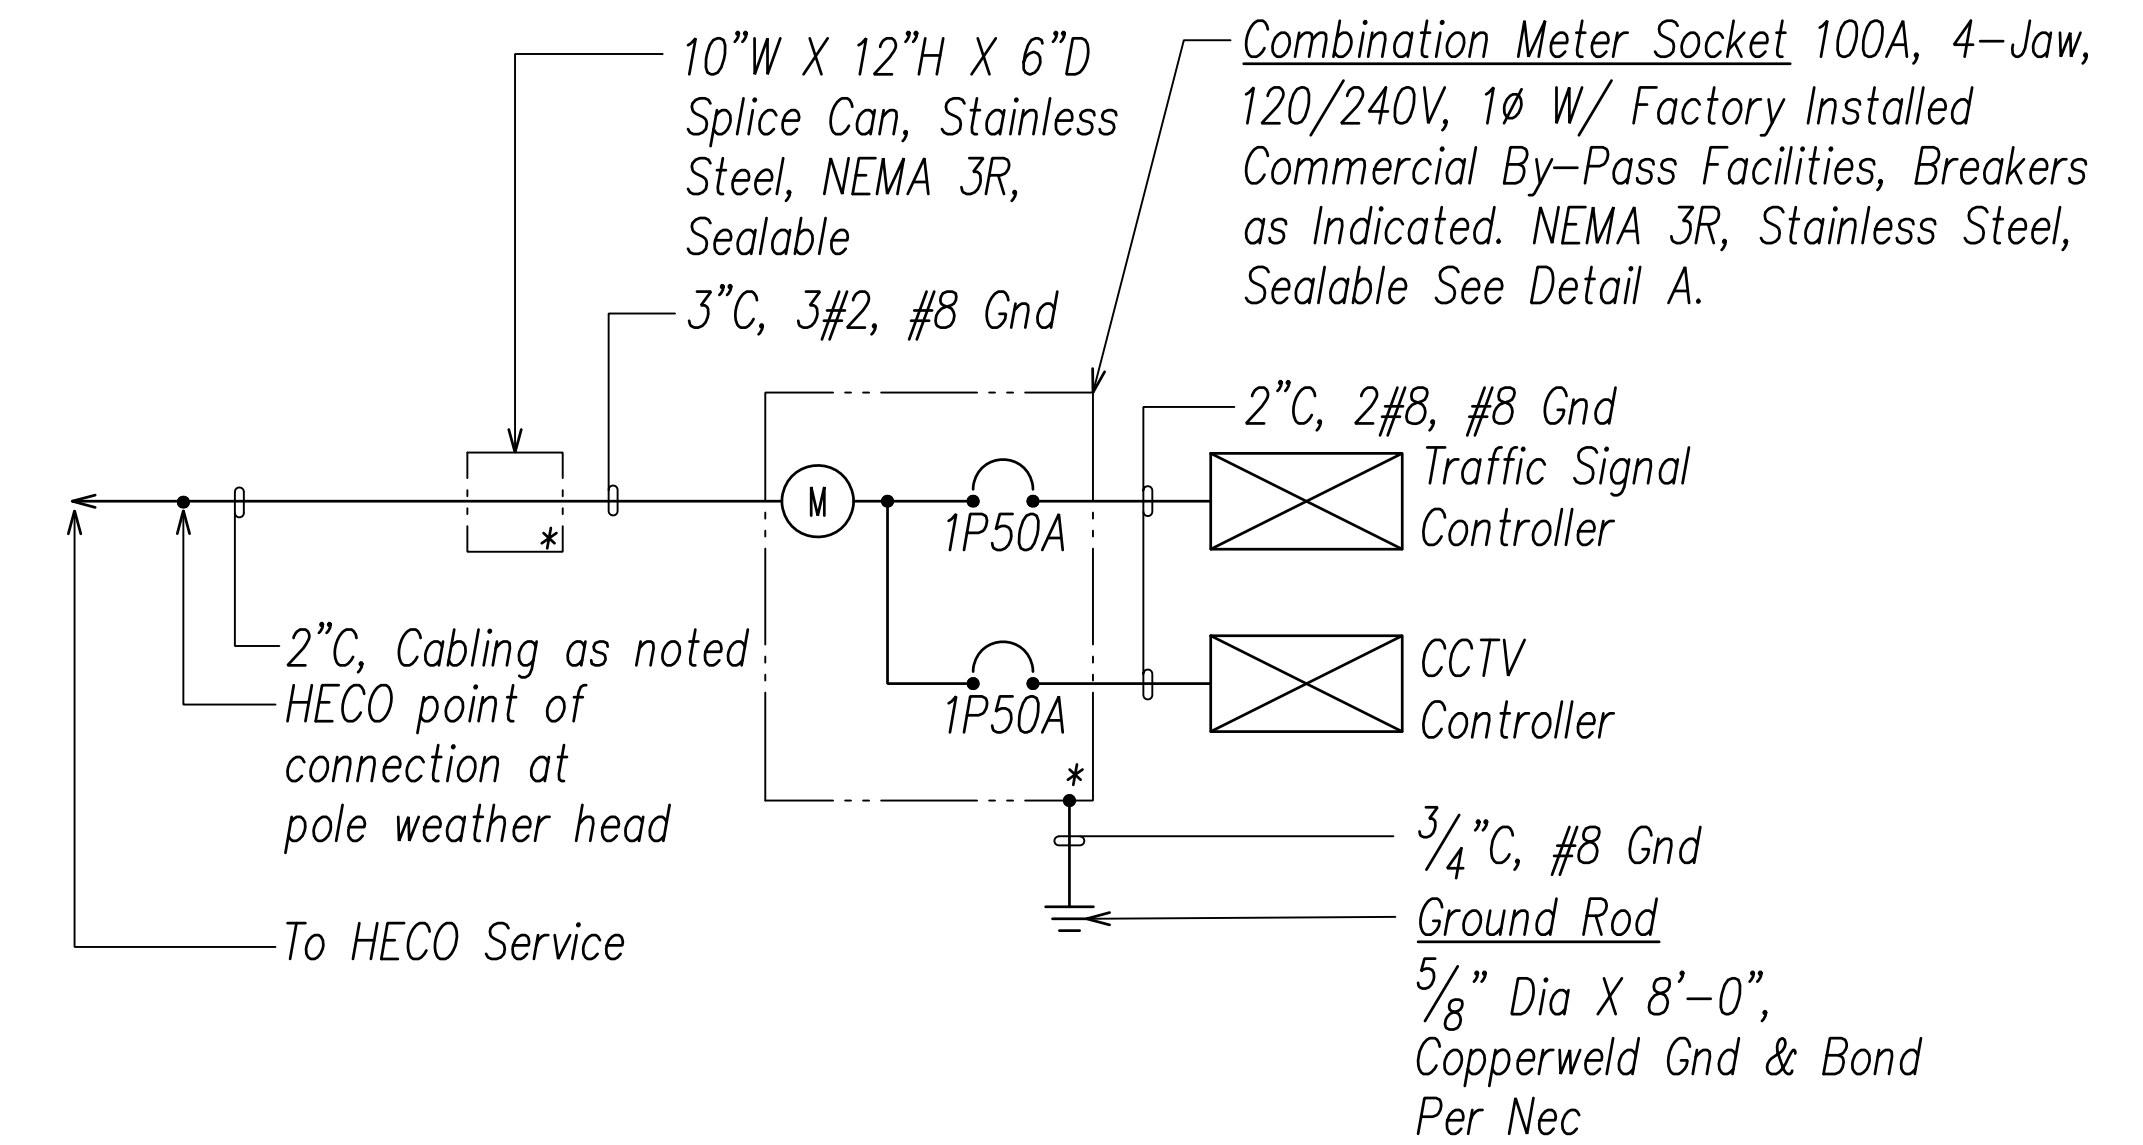 10"W X 12"H X 6"D
Splice Can, Stainless
Steel, NEMA 3R,
Sealable
3"C, 3#2, #8 Gnd
Combination Meter Socket 100A, 4-Jaw,
120/240V, 1ø W/ Factory Installed
Commercial By-Pass Facilities, Breakers
as Indicated. NEMA 3R, Stainless Steel,
Sealable See Detail A.
2"C, 2#8, #8 Gnd
Traffic Signal
Controller
M
1P50A
*
2"C, Cabling as noted
HECO point of
connection at
pole weather head
To HECO Service
1P50A
CCTV
Controller
*
3/4"C, #8 Gnd
Ground Rod
5/8" Dia X 8'-0",
Copperweld Gnd & Bond
Per Nec